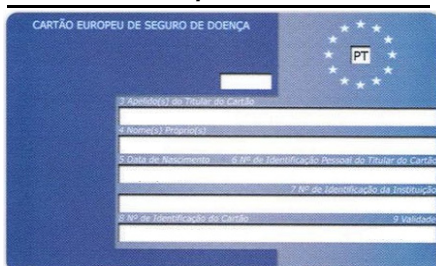 CARTÃO EUROPEU DE SEGURO DE DOENÇA
PT
3 Apelido(s) do Titular do Cartão
4 Nome(s) Próprio(s)
5 Data de Nascimento 6 Nº de Identificação Pessoal do Titular do Cartão
7 Nº de Identificação da Instituição
8 Nº de Identificação do Cartão 9 Validade